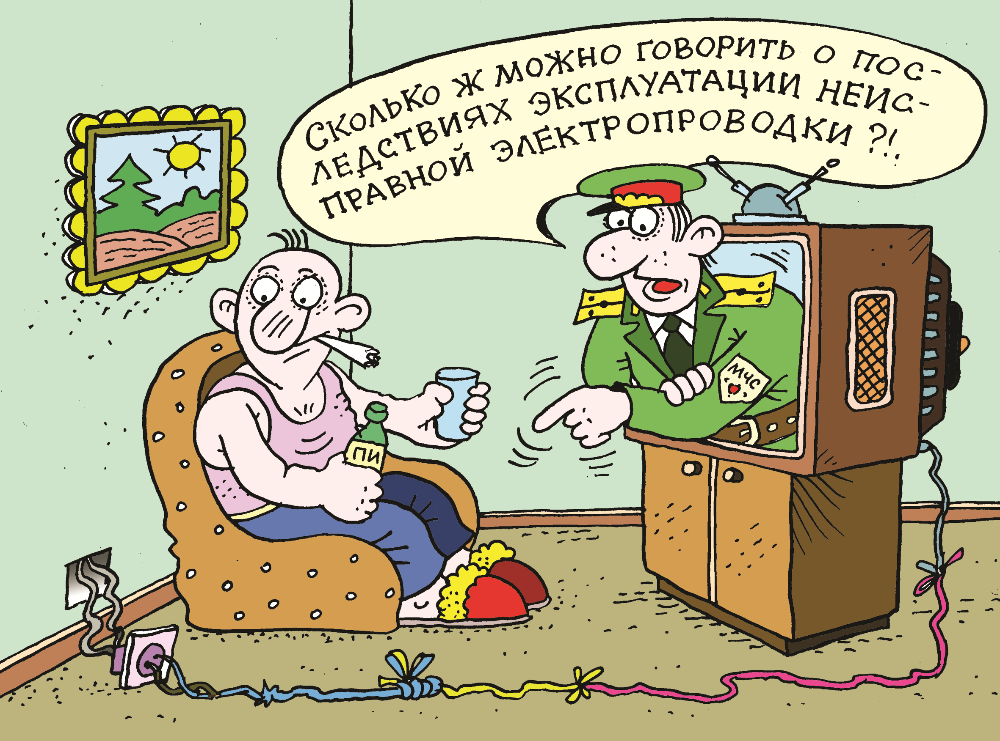 СКОЛЬКО Ж МОЖНО ГОВОРИТЬ О ПОС-
ЛЕДСТВИЯХ ЭКСПЛУАТАЦИИ НЕИС-
ПРАВНОЙ ЭЛЕКТРОПРОВОДКИ?!..
МЧС
ПИ